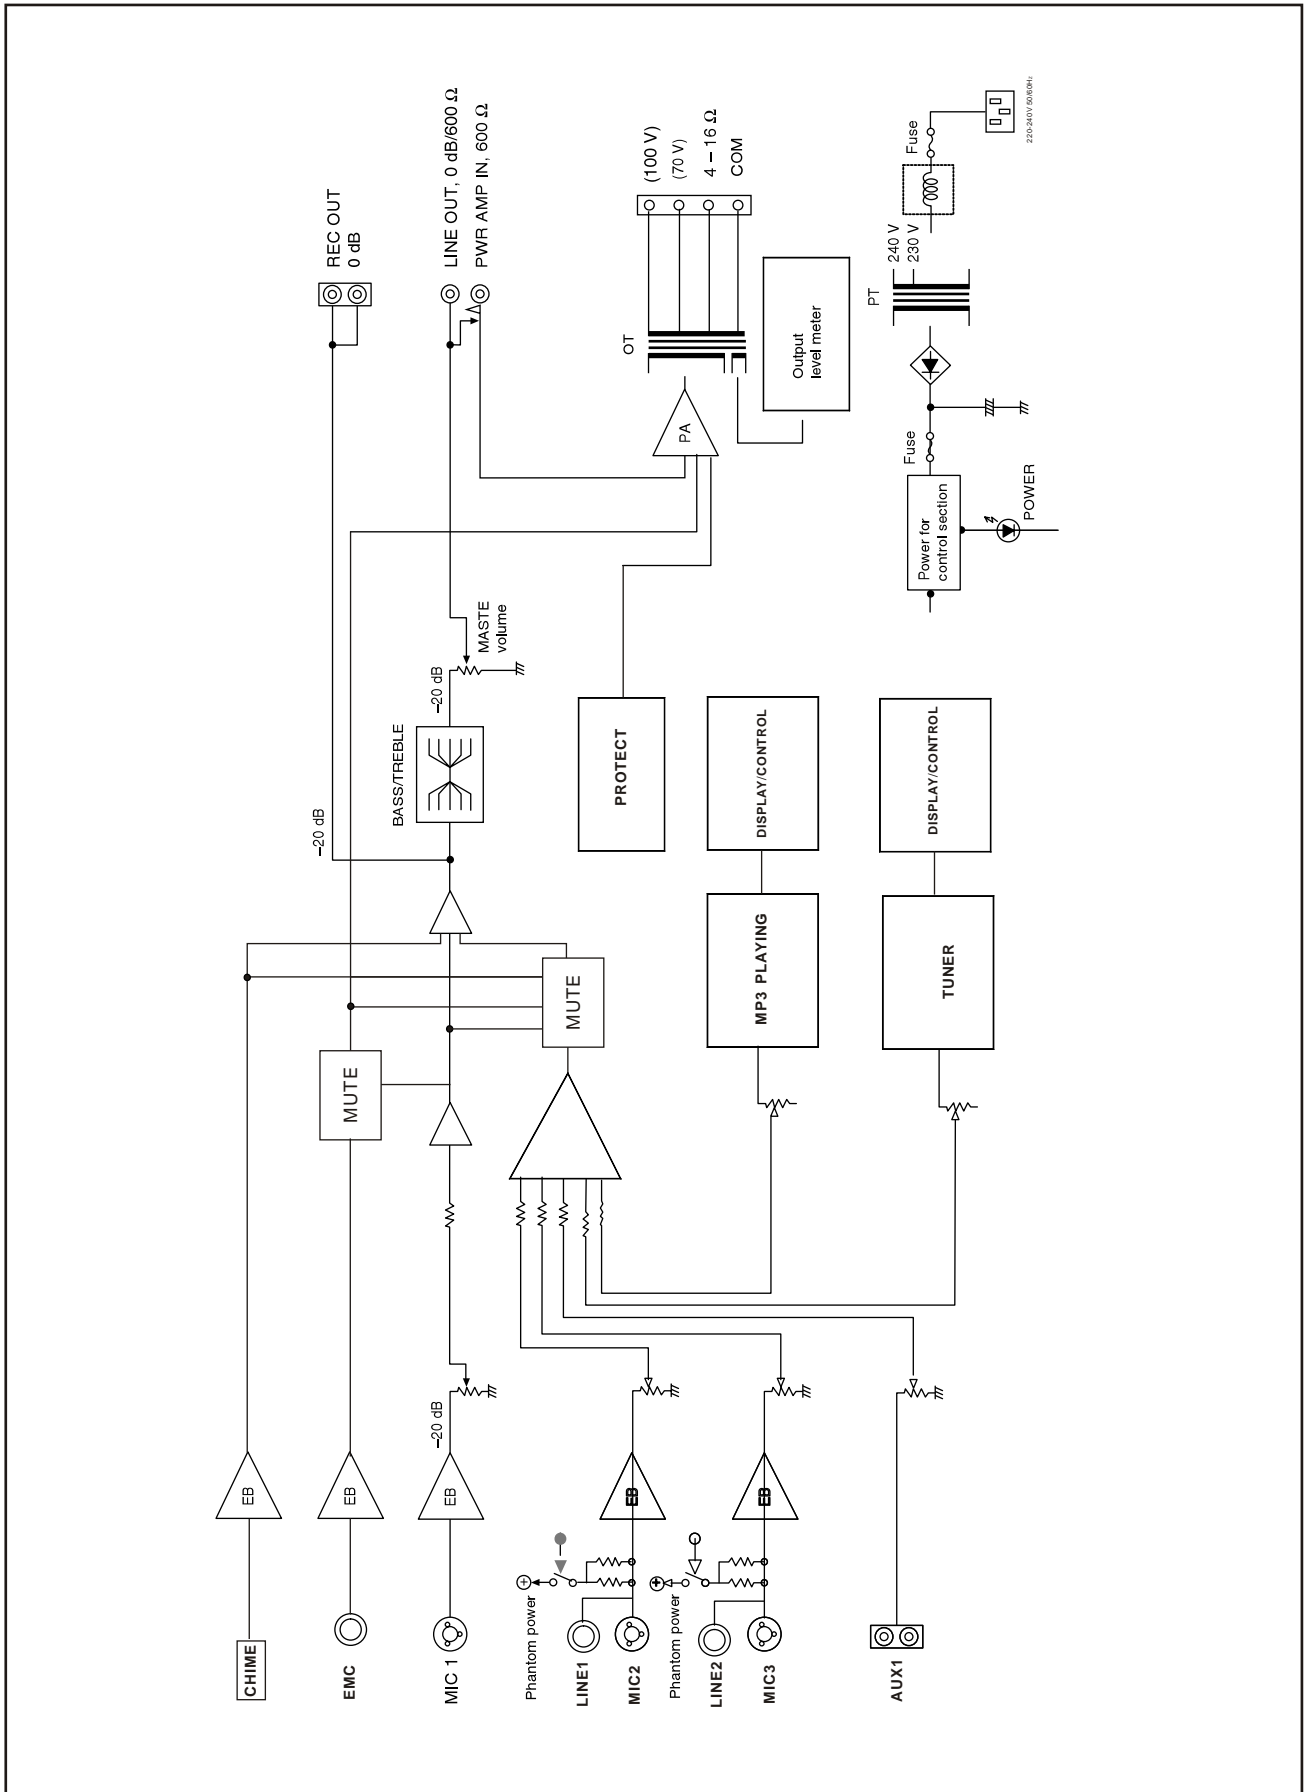 REC OUT
0 dB
LINE OUT, 0 dB/600 Ω
PWR AMP IN, 600 Ω
(100 V)
(70 V)
4 – 16 Ω
COM
OT
Output
level meter
PA
Fuse
220-240V 50/60Hz
240 V
230 V
PT
Fuse
Power for
control section
POWER
–20 dB
BASS/TREBLE
–20 dB
MASTE
volume
PROTECT
DISPLAY/CONTROL
DISPLAY/CONTROL
MP3 PLAYING
TUNER
MUTE
MUTE
–20 dB
EB
EB
EB
EB
EB
CHIME
EMC
MIC 1
Phantom power
LINE1
MIC2
Phantom power
LINE2
MIC3
AUX1